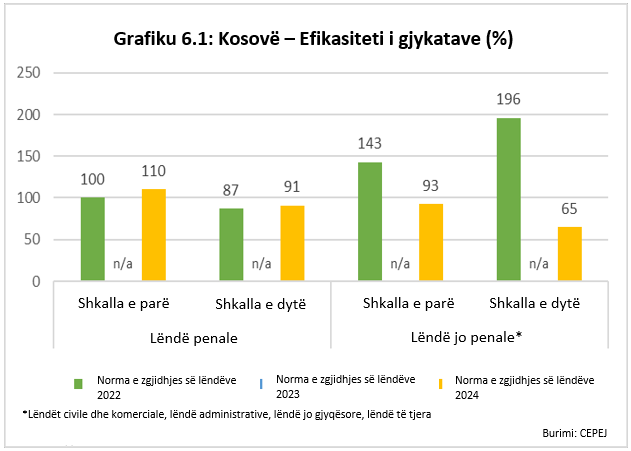 Grafiku 6.1: Kosovë – Efikasiteti i gjykatave (%)
250
200
150
100
50
0
100
n/a
110
87
n/a
91
143
n/a
93
196
n/a
65
Shkalla e parë
Shkalla e dytë
Shkalla e parë
Shkalla e dytë
Lëndë penale
Lëndë jo penale*
Norma e zgjidhjes së lëndëve
2022
Norma e zgjidhjes së lëndëve
2023
Norma e zgjidhjes së lëndëve
2024
*Lëndët civile dhe komerciale, lëndë administrative, lëndë jo gjyqësore, lëndë të tjera
Burimi: CEPEJ